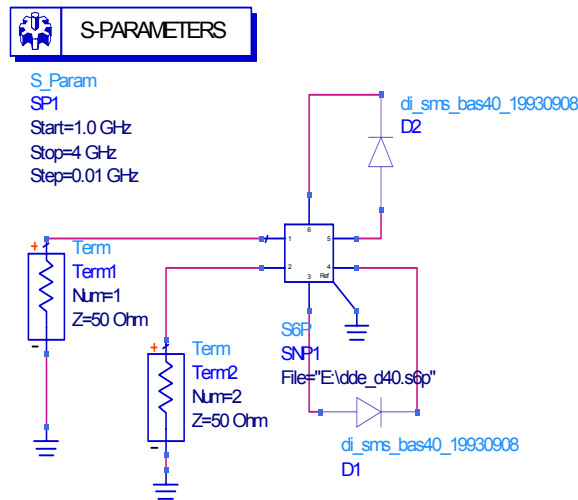 S-PARAMETERS
S_Param
SP1
Start=1.0 GHz
Stop=4 GHz
Step=0.01 GHz
di_sms_bas40_19930908
D2
6
1
5
2
4
3
Ref
+
Term
Term1
Num=1
Z=50 Ohm
-
+
Term
Term2
Num=2
Z=50 Ohm
-
S6P
SNP1
File="E:\dde_d40.s6p"
di_sms_bas40_19930908
D1